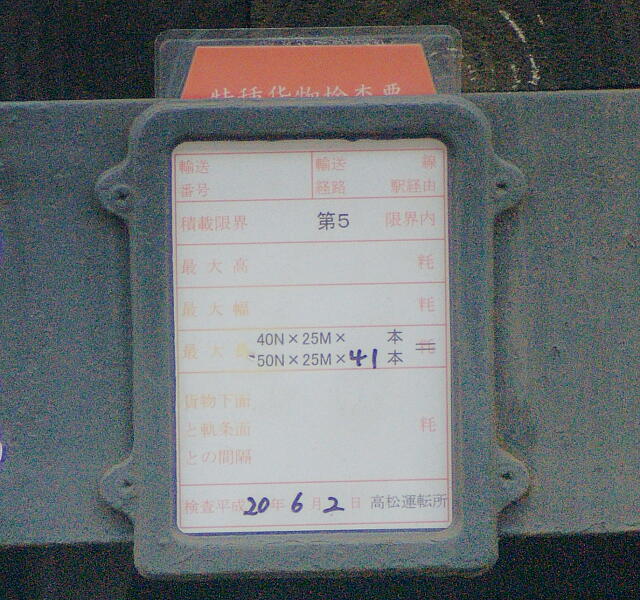 特種貨物検査票
輸送番号 輸送経路 線 駅経由
積載限界 第5 限界内
最大高 粍
最大幅 粍
最大長 40N×25M× 本 粍
50N×25M×41 本
貨物下面
と軌条面 粍
との間隔
検査平成20年6月2日 高松運転所